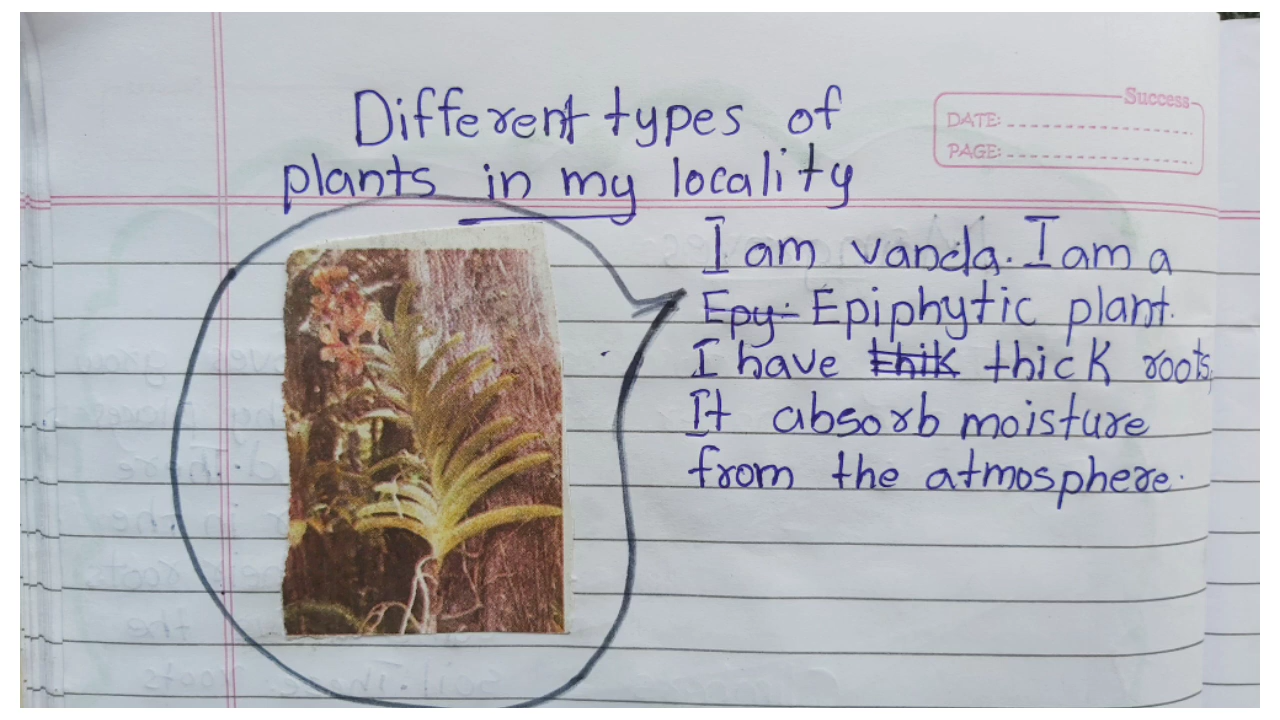 Different types of
plants in my locality
Success
DATE:
PAGE:
I am vanda. I am a
Epy- Epiphytic plant.
I have thik thick roots,
It absorb moisture
from the atmosphere.